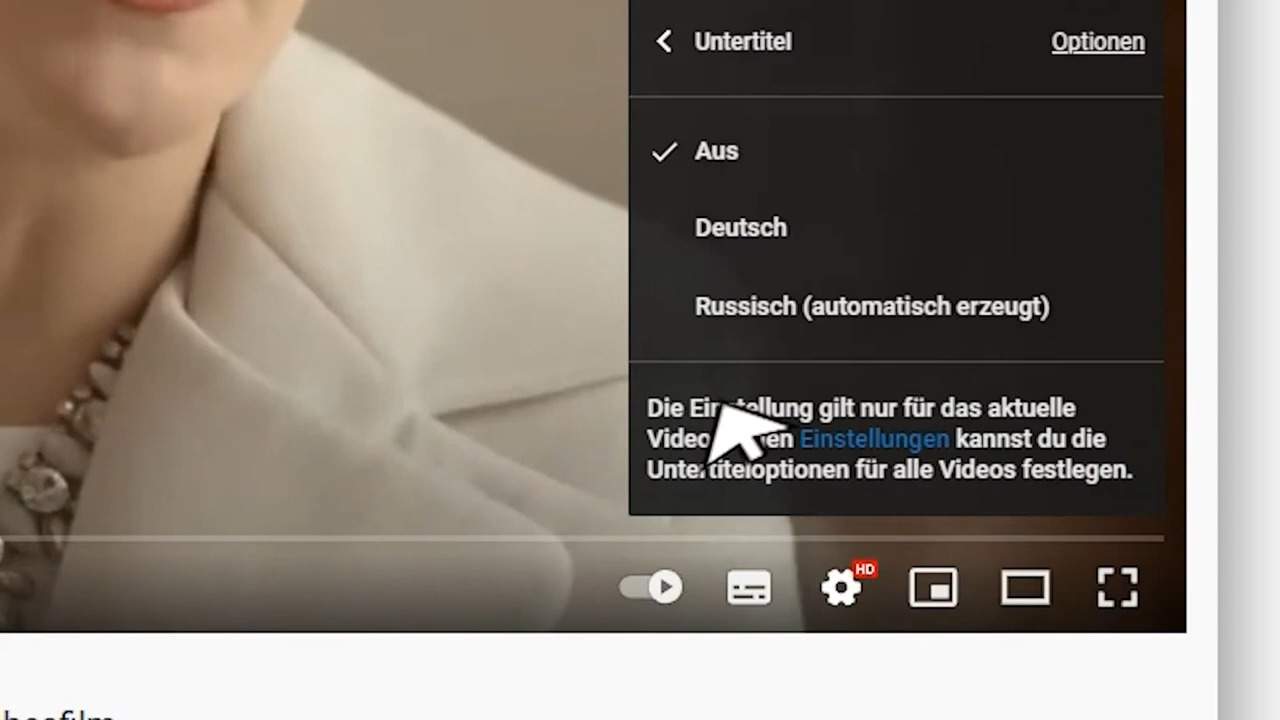 Untertitel
Optionen
Aus
Deutsch
Russisch (automatisch erzeugt)
Die gilt nur für das aktuelle
Einstellungen kannst du die
für alle Videos festlegen.
HD